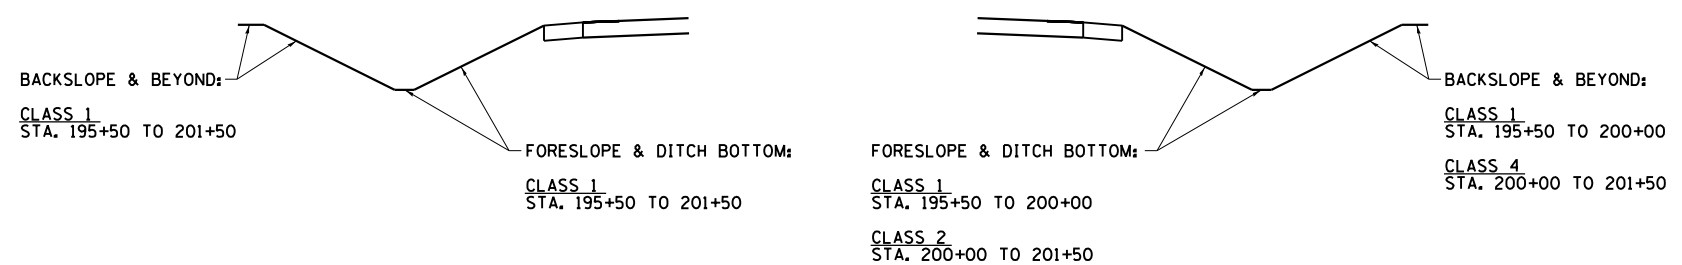 BACKSLOPE & BEYOND:
CLASS 1
STA. 195+50 TO 201+50
FORESLOPE & DITCH BOTTOM:
CLASS 1
STA. 195+50 TO 201+50
FORESLOPE & DITCH BOTTOM:
CLASS 1
STA. 195+50 TO 200+00
CLASS 2
STA. 200+00 TO 201+50
BACKSLOPE & BEYOND:
CLASS 1
STA. 195+50 TO 200+00
CLASS 4
STA. 200+00 TO 201+50